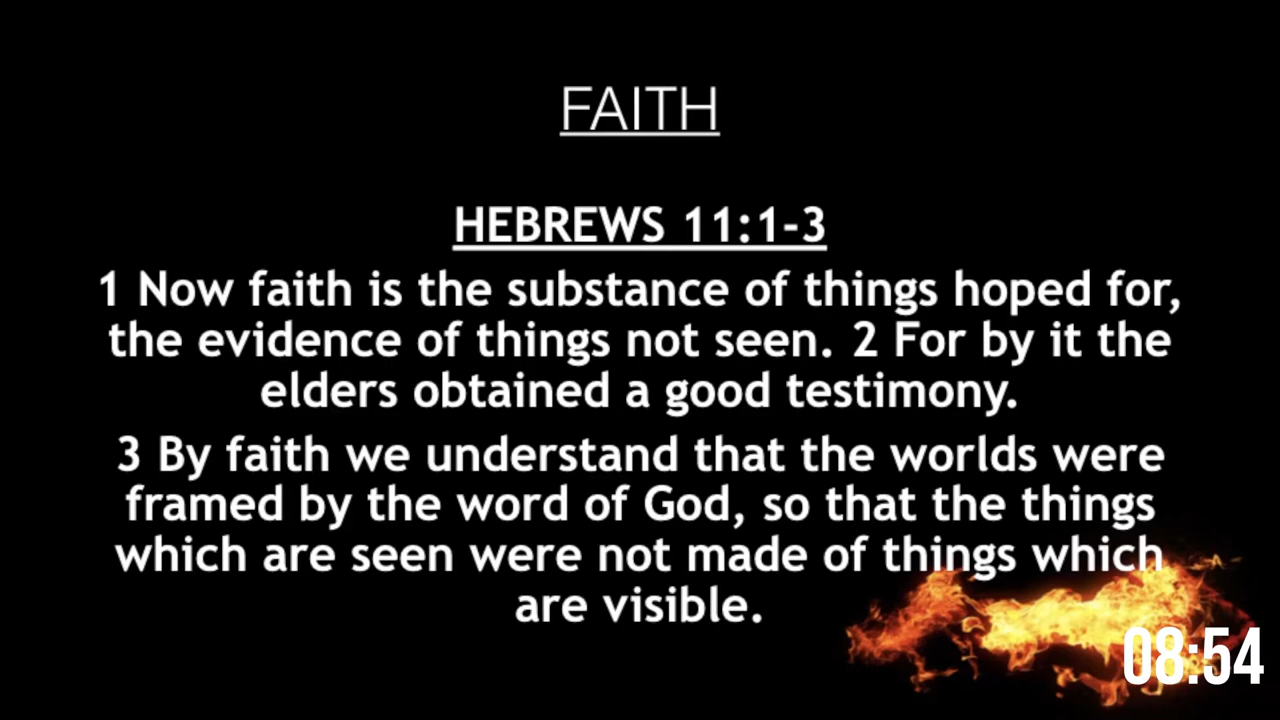 FAITH
HEBREWS 11:1-3
1 Now faith is the substance of things hoped for,
the evidence of things not seen. 2 For by it the
elders obtained a good testimony.
3 By faith we understand that the worlds were
framed by the word of God, so that the things
which are seen were not made of things which
are visible.
08:54